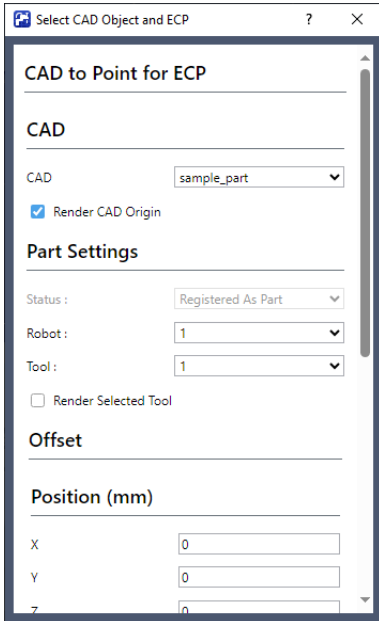 Select CAD Object and ECP ? ×
CAD to Point for ECP
CAD
CAD sample_part
Render CAD Origin
Part Settings
Status : Registered As Part
Robot : 1
Tool : 1
Render Selected Tool
Offset
Position (mm)
X 0
Y 0
Z 0